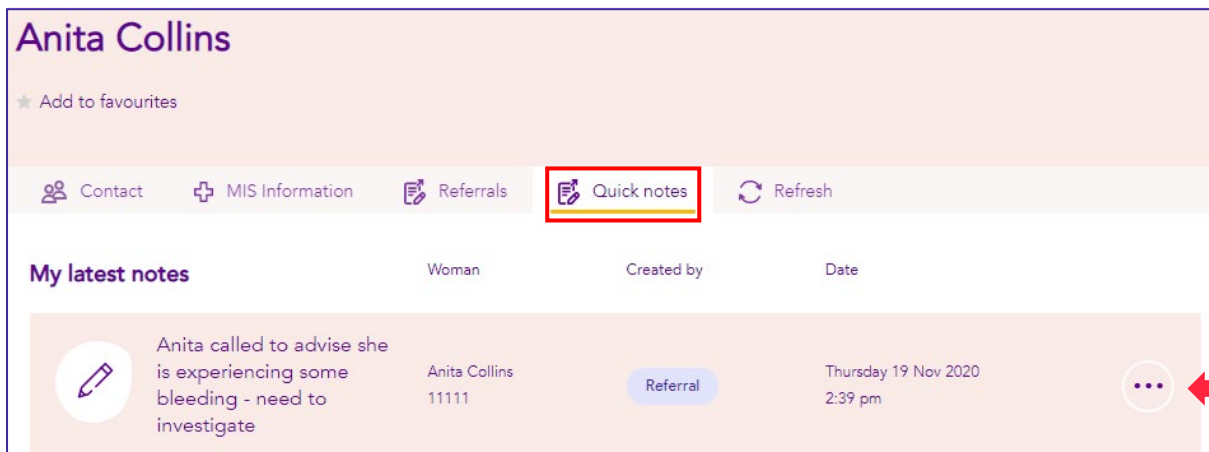 Anita Collins
Add to favourites
Contact MIS Information Referrals Quick notes Refresh
My latest notes Woman Created by Date
Anita called to advise she
is experiencing some
bleeding - need to
investigate
Anita Collins
11111
Referral
Thursday 19 Nov 2020
2:39 pm